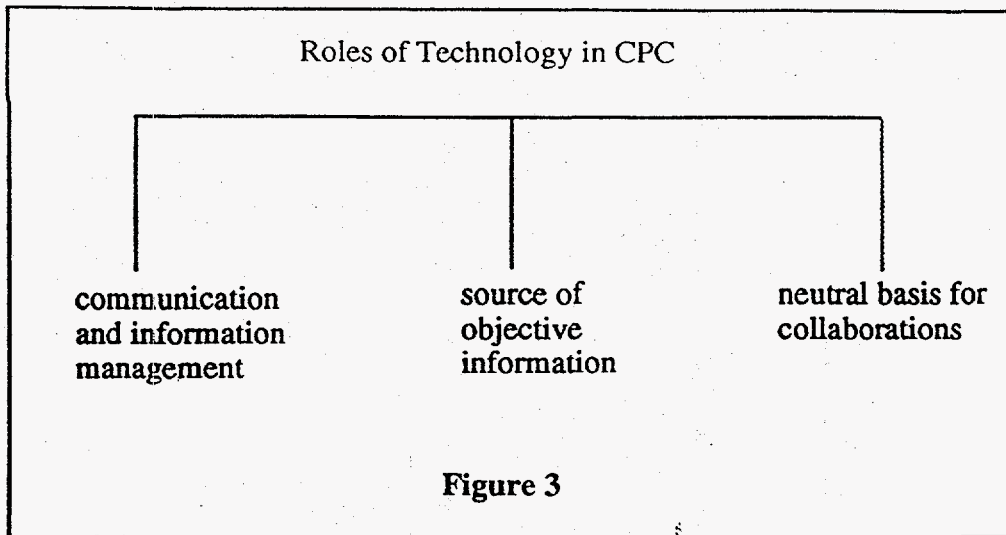 Roles of Technology in CPC
communication
and information
management
source of
objective
information
neutral basis for
collaborations
Figure 3